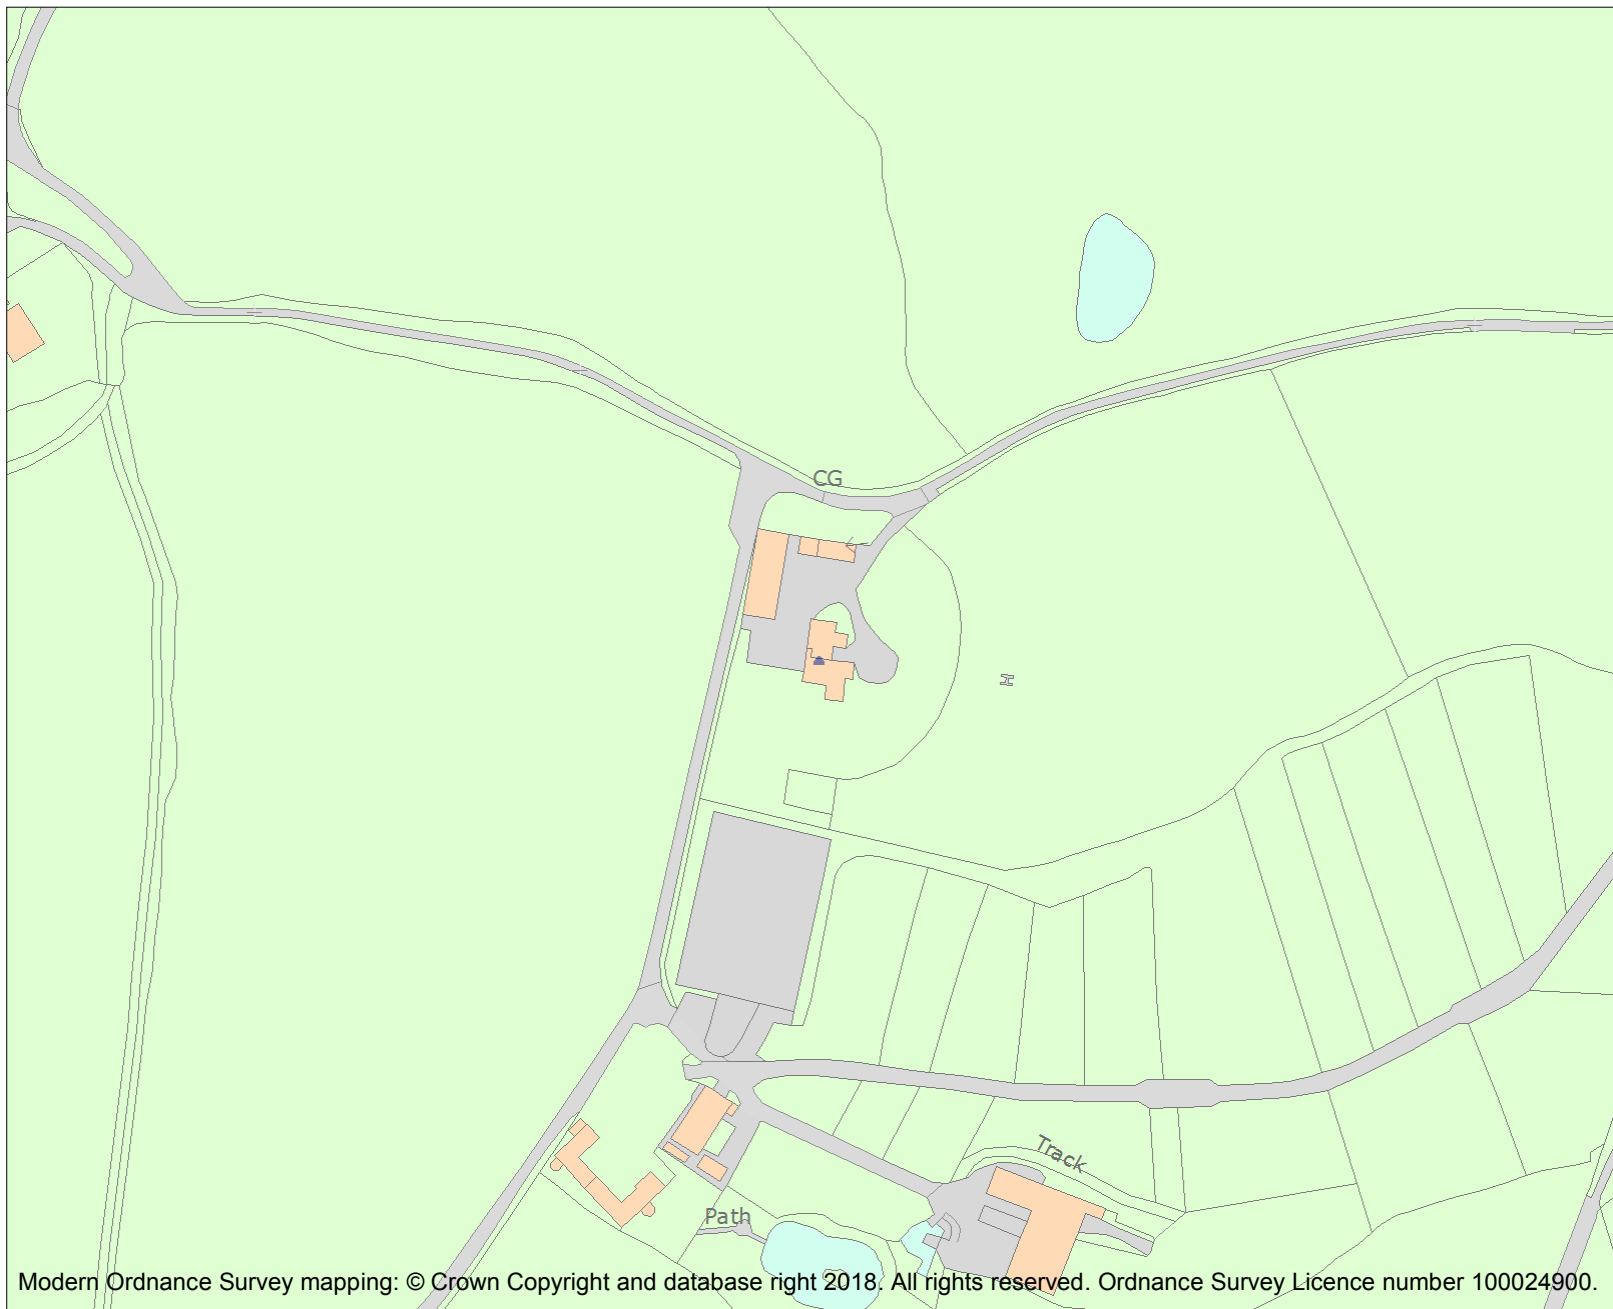 CG
Track
Path
Modern Ordnance Survey mapping: © Crown Copyright and database right 2018. All rights reserved. Ordnance Survey Licence number 100024900.